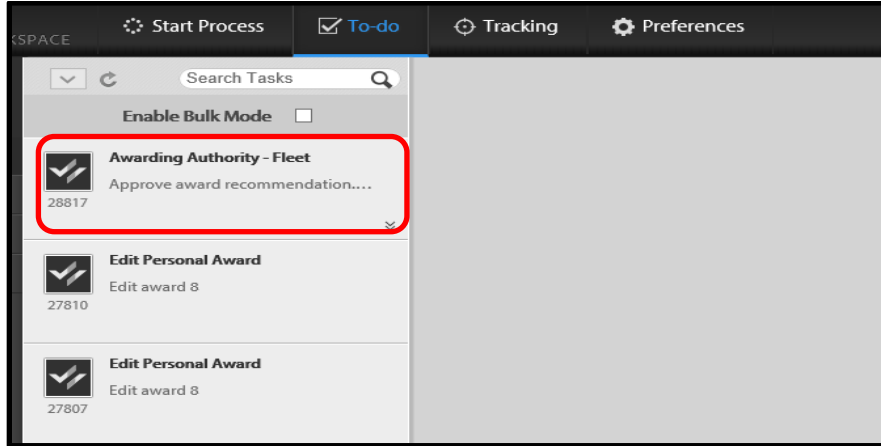 KSPACE
Start Process
To-do
Tracking
Preferences
Search Tasks
Enable Bulk Mode
Awarding Authority - Fleet
Approve award recommendation....
28817
Edit Personal Award
Edit award 8
27810
Edit Personal Award
Edit award 8
27807